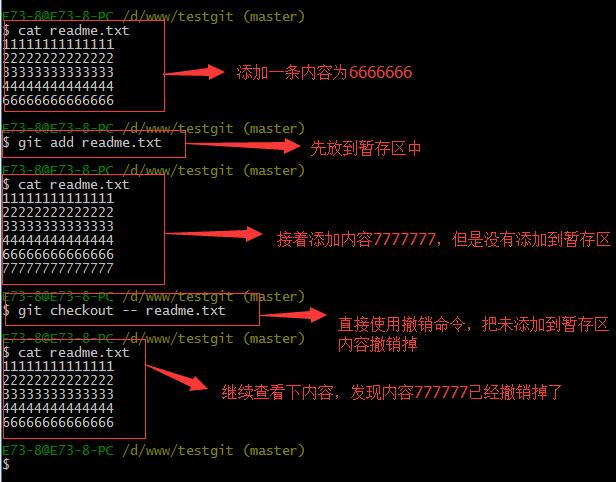 E73-8@E73-8-PC /d/www/testgit (master)
$ cat readme.txt
11111111111111
22222222222222
33333333333333
44444444444444
66666666666666
添加一条内容为6666666
E73-8@E73-8-PC /d/www/testgit (master)
$ git add readme.txt
先放到暂存区中
E73-8@E73-8-PC /d/www/testgit (master)
$ cat readme.txt
11111111111111
22222222222222
33333333333333
44444444444444
66666666666666
77777777777777
接着添加内容7777777，但是没有添加到暂存区
E73-8@E73-8-PC /d/www/testgit (master)
$ git checkout -- readme.txt
直接使用撤销命令，把未添加到暂存区
内容撤销掉
E73-8@E73-8-PC /d/www/testgit (master)
$ cat readme.txt
11111111111111
22222222222222
33333333333333
44444444444444
66666666666666
继续查看下内容，发现内容777777已经撤销掉了
E73-8@E73-8-PC /d/www/testgit (master)
$